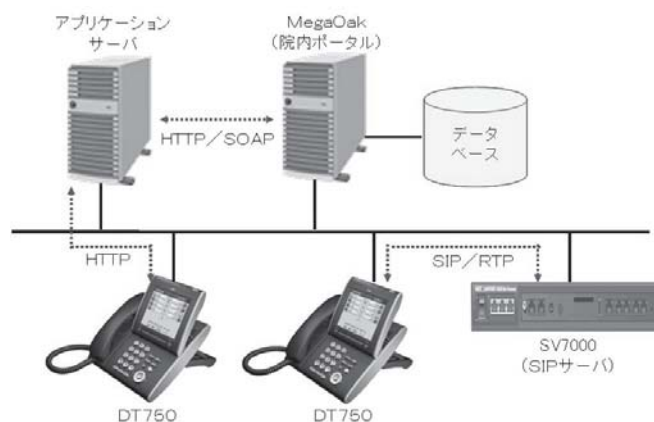 アプリケーション
サーバ
MegaOak
（院内ポータル）
HTTP／SOAP
データ
ベース
HTTP
SIP／RTP
SV7000
（SIPサーバ）
DT750
DT750